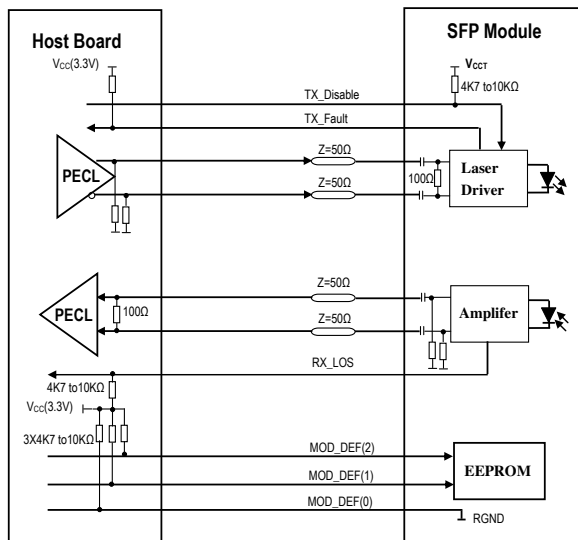 Host Board
SFP Module
VCC(3.3V)
VCCT
4K7 to10KΩ
TX_Disable
TX_Fault
PECL
Z=50Ω
Z=50Ω
100Ω
Laser
Driver
PECL
100Ω
Z=50Ω
Z=50Ω
Amplifer
RX_LOS
4K7 to10KΩ
VCC(3.3V)
3X4K7 to10KΩ
MOD_DEF(2)
MOD_DEF(1)
EEPROM
MOD_DEF(0)
RGND